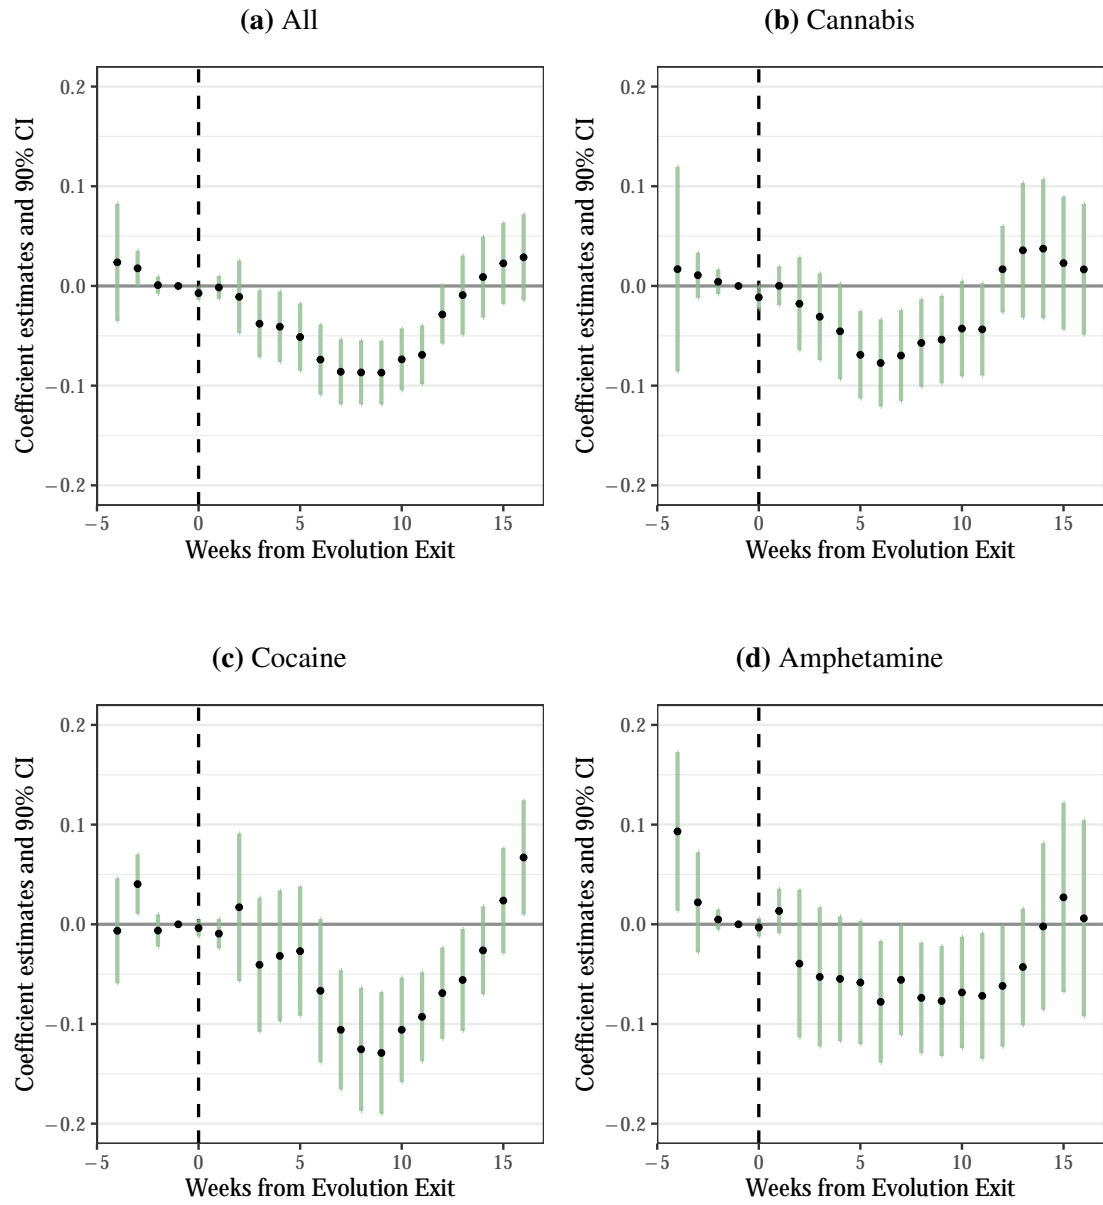 (a) All
Coefficient estimates and 90% CI
0.2
0.1
0.0
−0.1
−0.2
−5 0 5 10 15
Weeks from Evolution Exit
(b) Cannabis
Coefficient estimates and 90% CI
0.2
0.1
0.0
−0.1
−0.2
−5 0 5 10 15
Weeks from Evolution Exit
(c) Cocaine
Coefficient estimates and 90% CI
0.2
0.1
0.0
−0.1
−0.2
−5 0 5 10 15
Weeks from Evolution Exit
(d) Amphetamine
Coefficient estimates and 90% CI
0.2
0.1
0.0
−0.1
−0.2
−5 0 5 10 15
Weeks from Evolution Exit